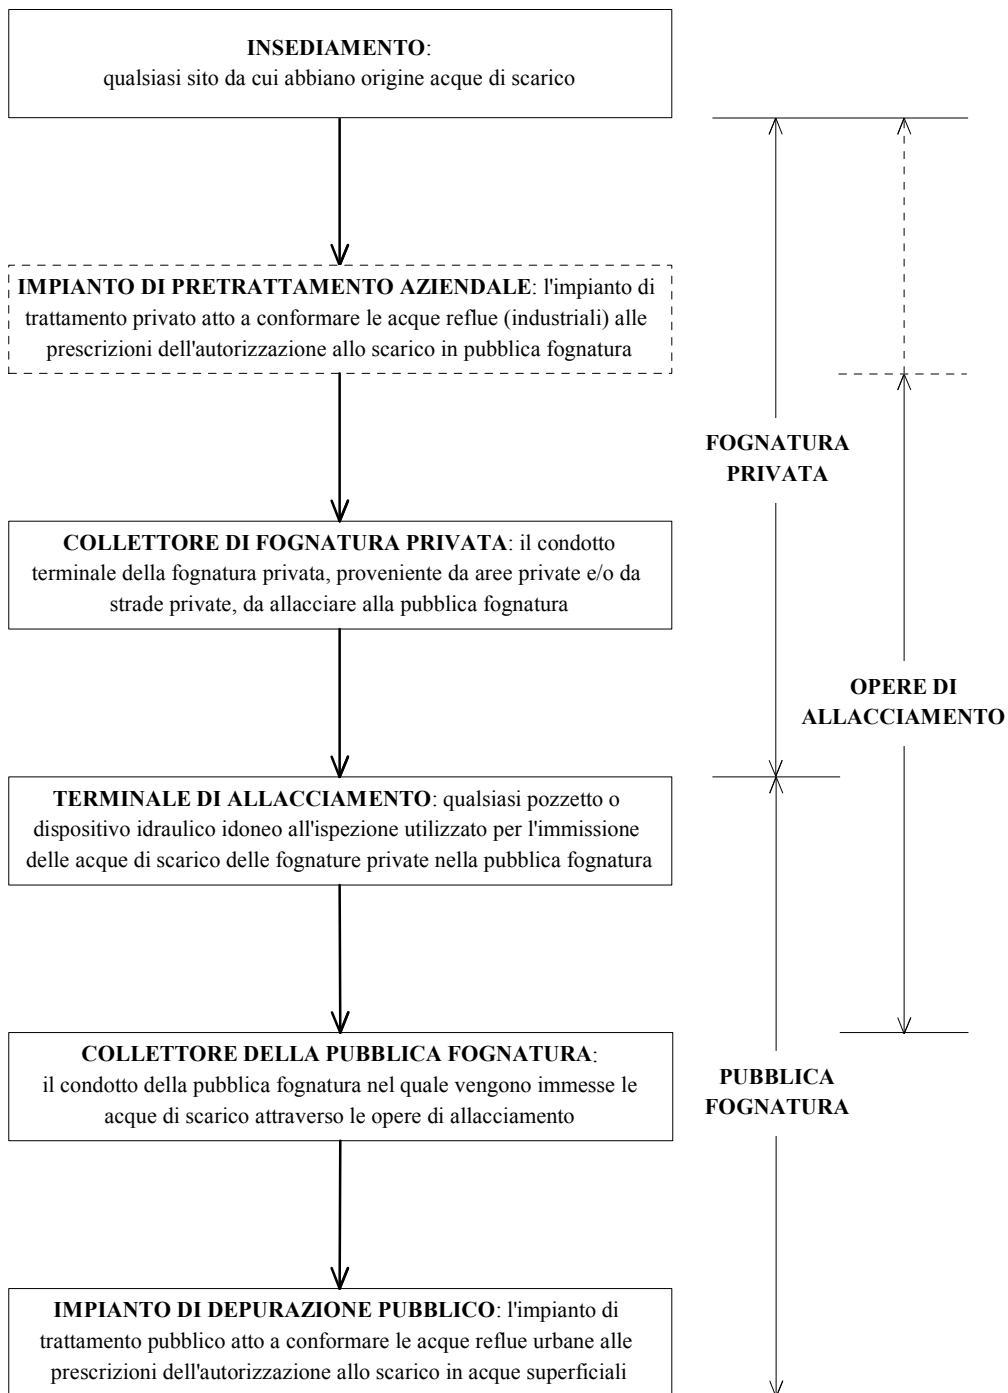 INSEDIAMENTO:
qualsiasi sito da cui abbiano origine acque di scarico
IMPIANTO DI PRETRATTAMENTO AZIENDALE: l'impianto di
trattamento privato atto a conformare le acque reflue (industriali) alle
prescrizioni dell'autorizzazione allo scarico in pubblica fognatura
FOGNATURA
PRIVATA
COLLETTORE DI FOGNATURA PRIVATA: il condotto
terminale della fognatura privata, proveniente da aree private e/o da
strade private, da allacciare alla pubblica fognatura
OPERE DI
ALLACCIAMENTO
TERMINALE DI ALLACCIAMENTO: qualsiasi pozzetto o
dispositivo idraulico idoneo all'ispezione utilizzato per l'immissione
delle acque di scarico delle fognature private nella pubblica fognatura
COLLETTORE DELLA PUBBLICA FOGNATURA:
il condotto della pubblica fognatura nel quale vengono immesse le
acque di scarico attraverso le opere di allacciamento
PUBBLICA
FOGNATURA
IMPIANTO DI DEPURAZIONE PUBBLICO: l'impianto di
trattamento pubblico atto a conformare le acque reflue urbane alle
prescrizioni dell'autorizzazione allo scarico in acque superficiali